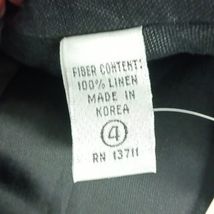 FIBER CONTENT:
100% LINEN
MADE IN
KOREA
4
RN 13711